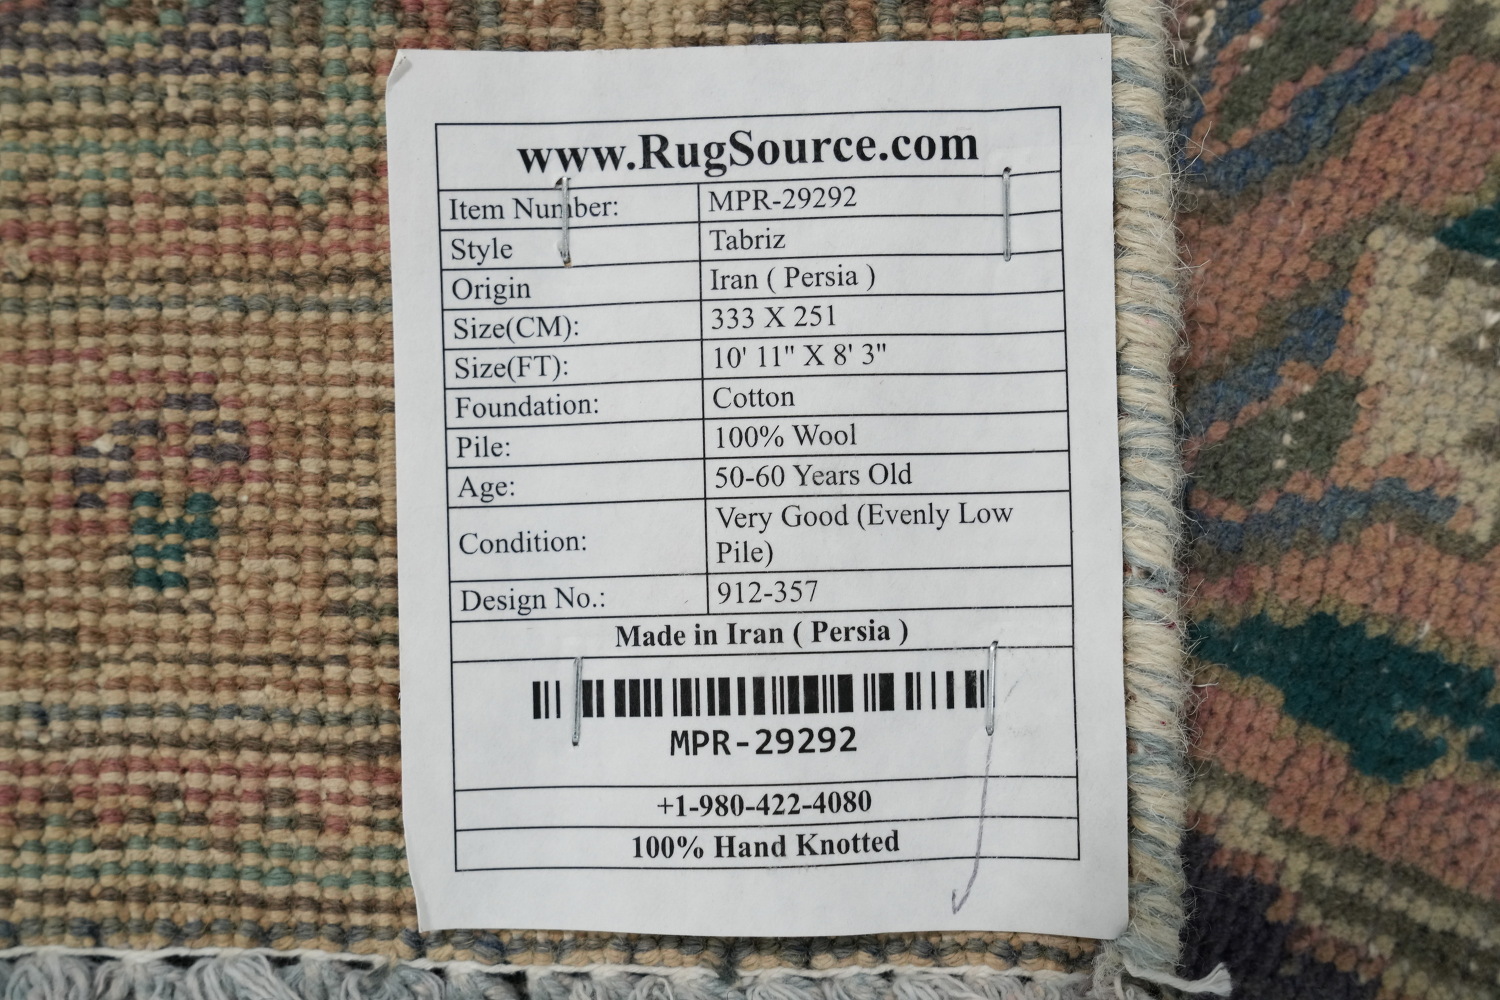 www.RugSource.com
Item Number: MPR-29292
Style Tabriz
Origin Iran ( Persia )
Size(CM): 333 X 251
Size(FT): 10' 11" X 8' 3"
Foundation: Cotton
Pile: 100% Wool
Age: 50-60 Years Old
Condition: Very Good (Evenly Low
Pile)
Design No.: 912-357
Made in Iran ( Persia )
MPR-29292
+1-980-422-4080
100% Hand Knotted